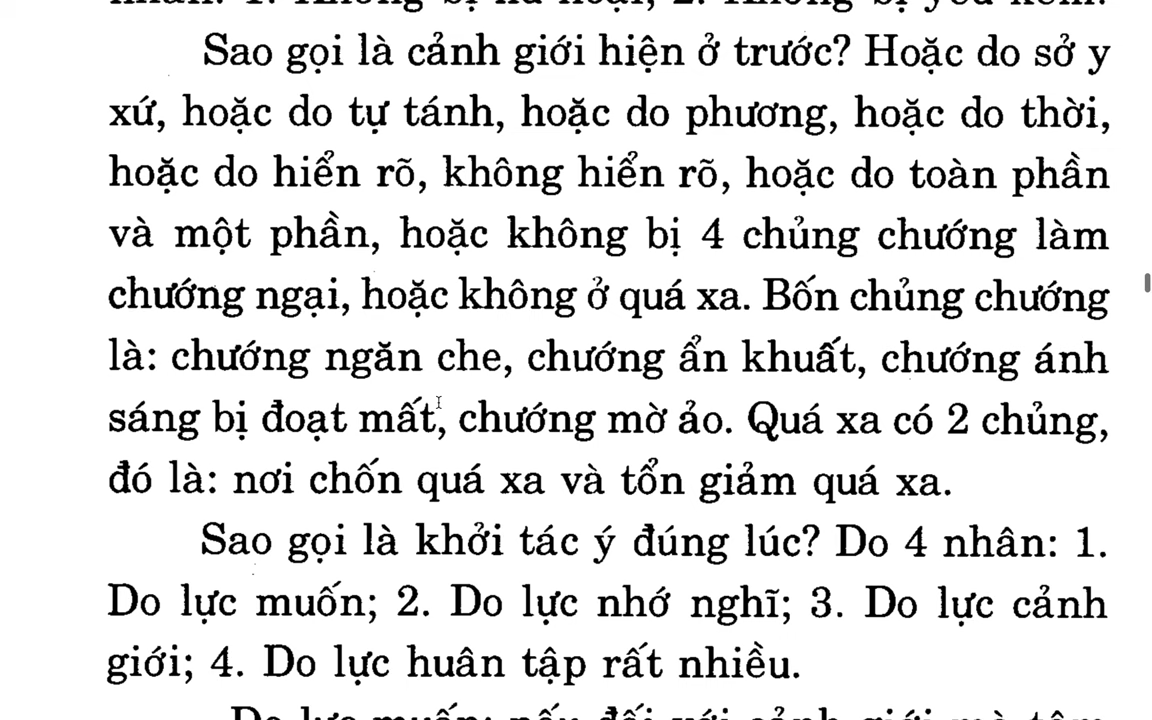 Sao gọi là cảnh giới hiện ở trước? Hoặc do sở y
xứ, hoặc do tự tánh, hoặc do phương, hoặc do thời,
hoặc do hiển rõ, không hiển rõ, hoặc do toàn phần
và một phần, hoặc không bị 4 chủng chướng làm
chướng ngại, hoặc không ở quá xa. Bốn chủng chướng
là: chướng ngăn che, chướng ẩn khuất, chướng ánh
sáng bị đoạt mất, chướng mờ ảo. Quá xa có 2 chủng,
đó là: nơi chốn quá xa và tổn giảm quá xa.
Sao gọi là khởi tác ý đúng lúc? Do 4 nhân: 1.
Do lực muốn; 2. Do lực nhớ nghĩ; 3. Do lực cảnh
giới; 4. Do lực huân tập rất nhiều.